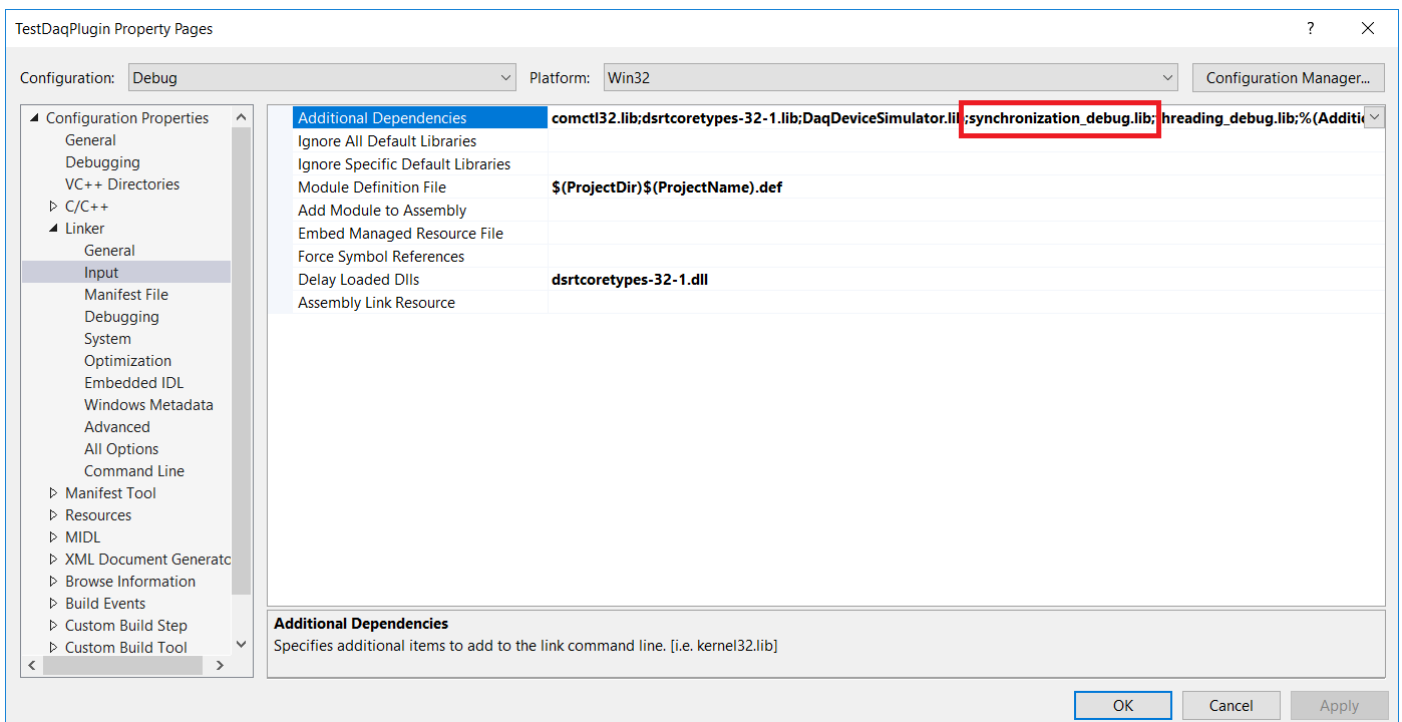 TestDaqPlugin Property Pages
?
Configuration: Debug Platform: Win32 Configuration Manager...
Configuration Properties
General
Debugging
VC++ Directories
C/C++
Linker
General
Input
Manifest File
Debugging
System
Optimization
Embedded IDL
Windows Metadata
Advanced
All Options
Command Line
Manifest Tool
Resources
MIDL
XML Document Generatc
Browse Information
Build Events
Custom Build Step
Custom Build Tool
Additional Dependencies comctl32.lib;dsrtcoretypes-32-1.lib;DaqDeviceSimulator.lib;synchronization_debug.lib;threading_debug.lib;%(Additi
Ignore All Default Libraries
Ignore Specific Default Libraries
Module Definition File $(ProjectDir)$(ProjectName).def
Add Module to Assembly
Embed Managed Resource File
Force Symbol References
Delay Loaded Dlls dsrtcoretypes-32-1.dll
Assembly Link Resource
Additional Dependencies
Specifies additional items to add to the link command line. [i.e. kernel32.lib]
OK Cancel Apply